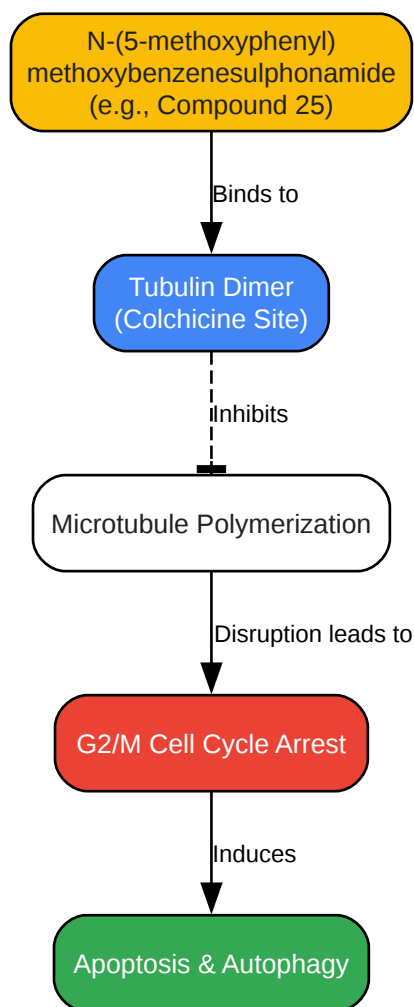 N-(5-methoxyphenyl)
methoxybenzenesulphonamide
(e.g., Compound 25)
Binds to
Tubulin Dimer
(Colchicine Site)
Inhibits
Microtubule Polymerization
Disruption leads to
G2/M Cell Cycle Arrest
Induces
Apoptosis & Autophagy